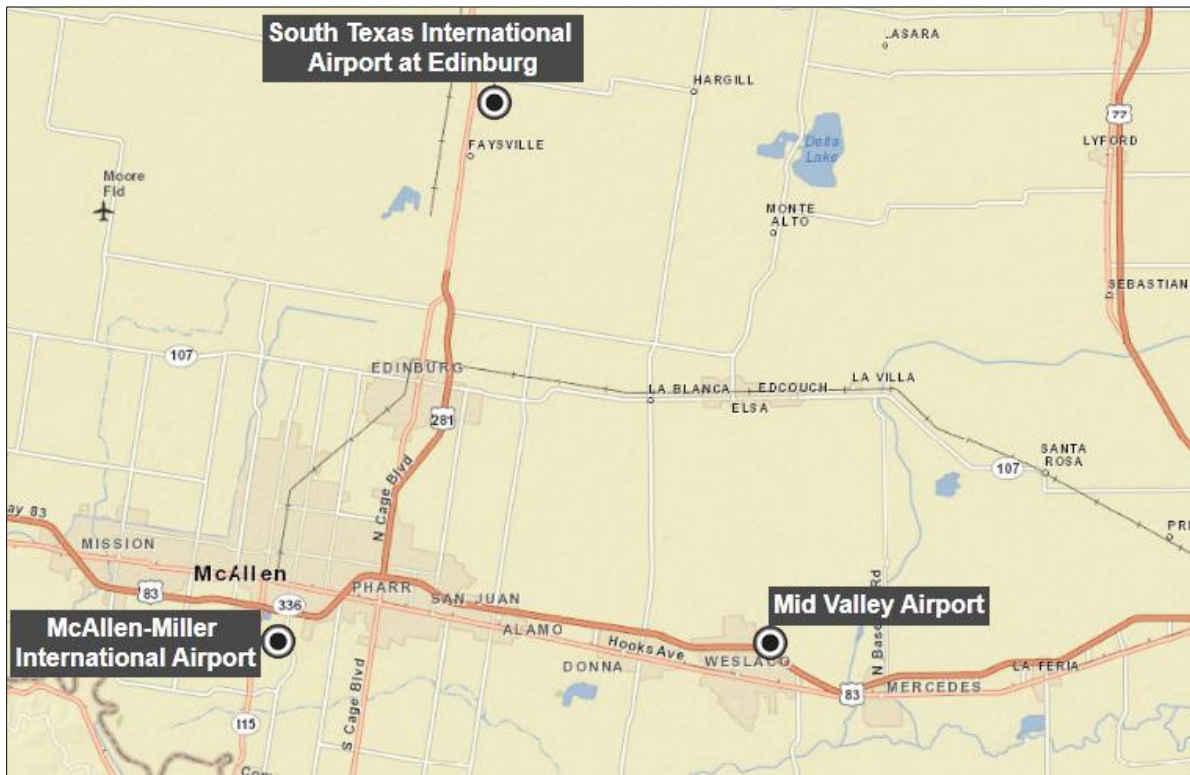 South Texas International
Airport at Edinburg
LASARA
HARGILL
77
LYFORD
FAYSVILLE
Delta
Lake
Moore
Fld
MONTE
ALTO
SEBASTIAN
107
EDINBURG
LA BLANCA
EDCOUCH
LA VILLA
ELSA
281
SANTA
ROSA
107
N Cage Blvd
ay 83
PRI
MISSION
McAllen
83
PHARR
336
SAN JUAN
Mid Valley Airport
McAllen-Miller
International Airport
ALAMO
Hooks Ave
N Base Rd
DONNA
WESLACO
LA FERIA
83
MERCEDES
S Cage Blvd
115
Com